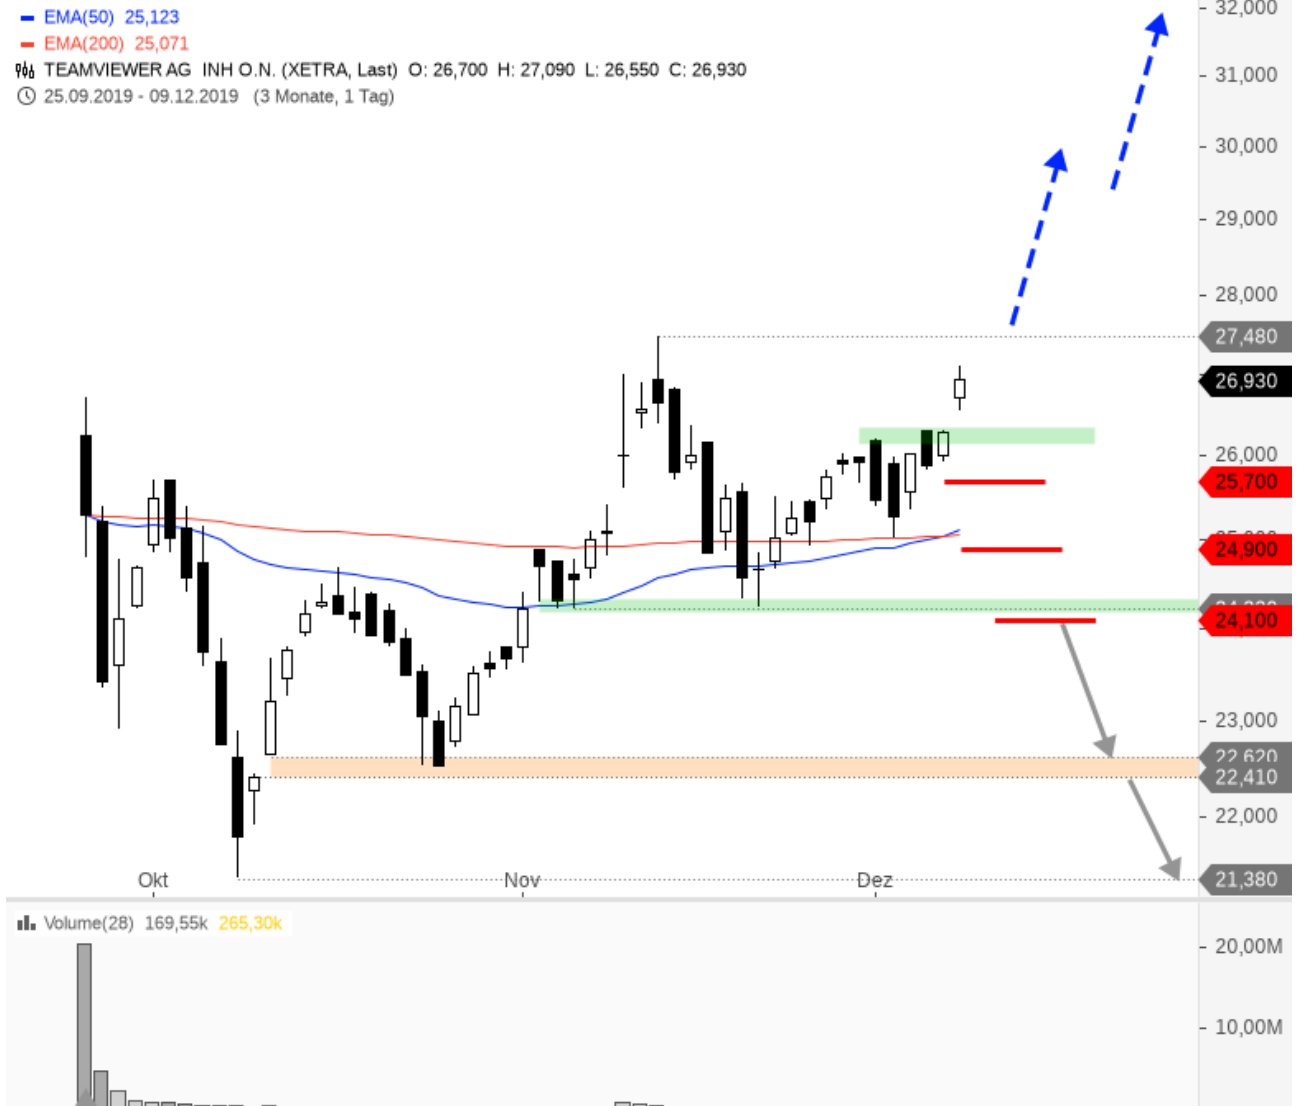 EMA(50) 25,123
EMA(200) 25,071
TEAMVIEWER AG INH O.N. (XETRA, Last) O: 26,700 H: 27,090 L: 26,550 C: 26,930
25.09.2019 - 09.12.2019 (3 Monate, 1 Tag)
32,000
31,000
30,000
29,000
28,000
27,480
26,930
26,000
25,700
24,900
24,100
23,000
22,620
22,410
22,000
21,380
Okt Nov Dez
Volume(28) 169,55k 265,30k
20,00M
10,00M